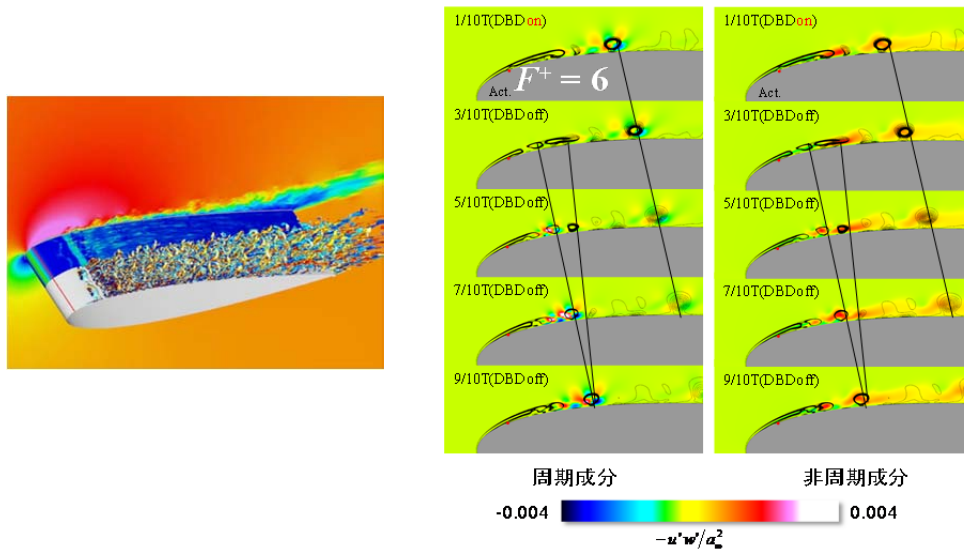 1/10T(DBDon)
F⁺ = 6
Act.
3/10T(DBDoff)
5/10T(DBDoff)
7/10T(DBDoff)
9/10T(DBDoff)
周期成分
1/10T(DBDon)
Act.
3/10T(DBDoff)
5/10T(DBDoff)
7/10T(DBDoff)
9/10T(DBDoff)
非周期成分
-0.004
0.004
−u'w'/a∞²